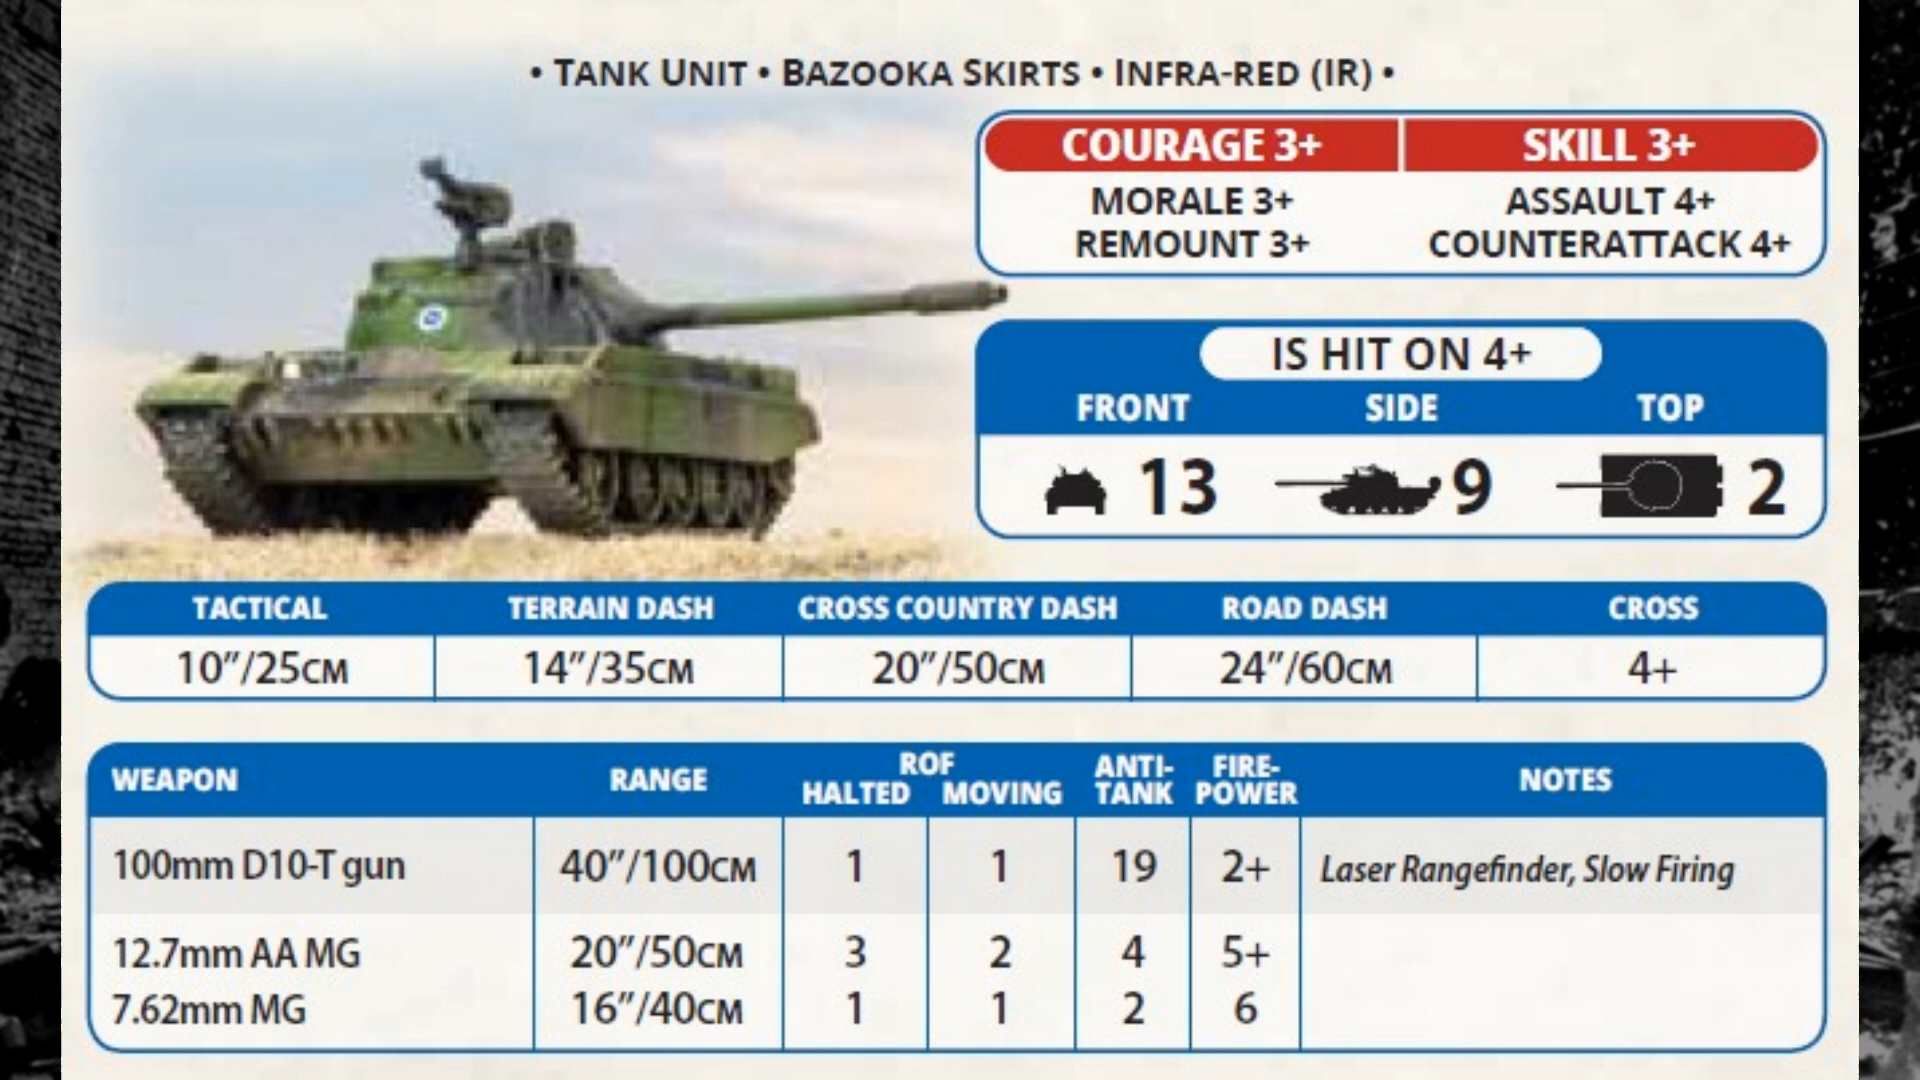 • TANK UNIT • BAZOOKA SKIRTS • INFRA-RED (IR) •
COURAGE 3+ SKILL 3+
MORALE 3+ ASSAULT 4+
REMOUNT 3+ COUNTERATTACK 4+
IS HIT ON 4+
FRONT SIDE TOP
13 9 2
TACTICAL TERRAIN DASH CROSS COUNTRY DASH ROAD DASH CROSS
10″/25CM 14″/35CM 20″/50CM 24″/60CM 4+
WEAPON RANGE ROF HALTED MOVING ANTI-TANK FIRE-POWER NOTES
100mm D10-T gun 40″/100CM 1 1 19 2+ Laser Rangefinder, Slow Firing
12.7mm AA MG 20″/50CM 3 2 4 5+
7.62mm MG 16″/40CM 1 1 2 6